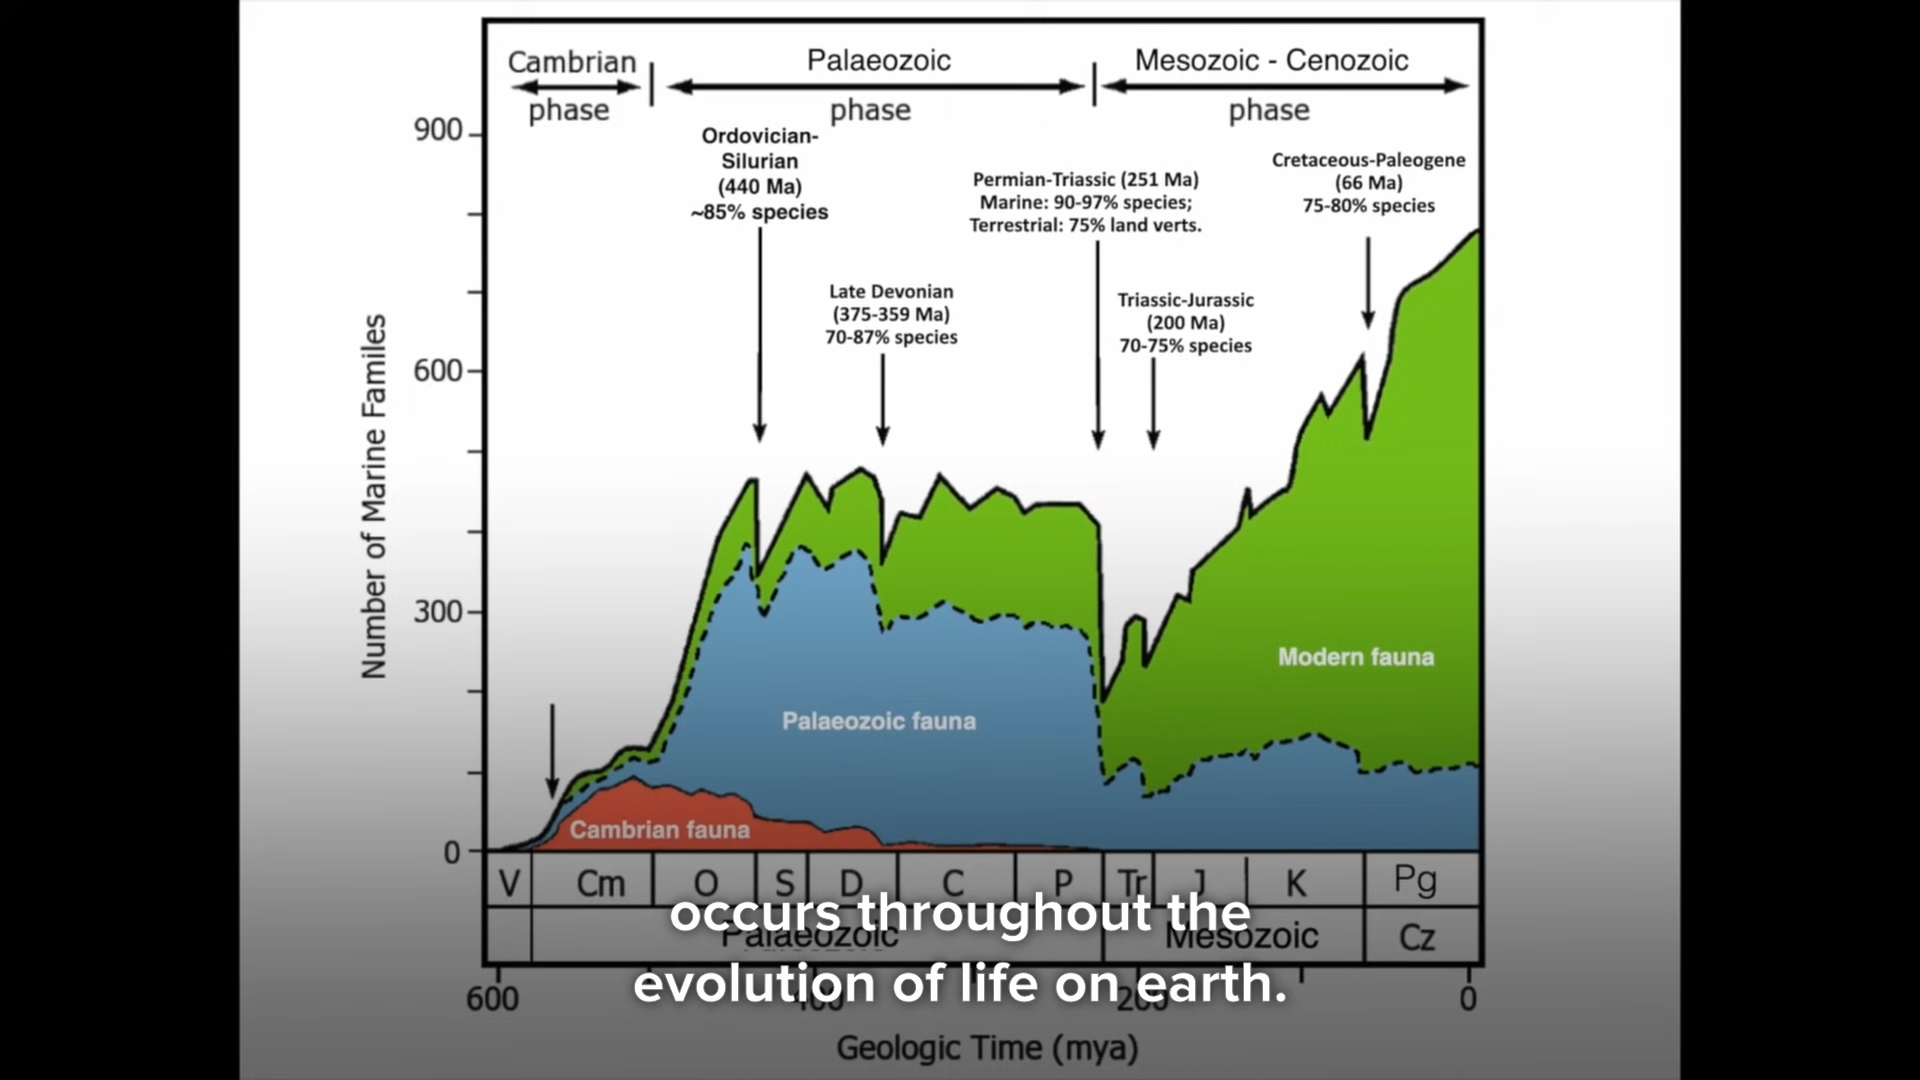 Cambrian
phase
Palaeozoic
phase
Mesozoic - Cenozoic
phase
Ordovician-
Silurian
(440 Ma)
~85% species
Permian-Triassic (251 Ma)
Marine: 90-97% species;
Terrestrial: 75% land verts.
Cretaceous-Paleogene
(66 Ma)
75-80% species
Late Devonian
(375-359 Ma)
70-87% species
Triassic-Jurassic
(200 Ma)
70-75% species
Number of Marine Familes
900
600
300
0
Modern fauna
Palaeozoic fauna
Cambrian fauna
V Cm O S D C P Tr J K Pg
Palaeozoic Mesozoic Cz
occurs throughout the
evolution of life on earth.
600 400 200 0
Geologic Time (mya)